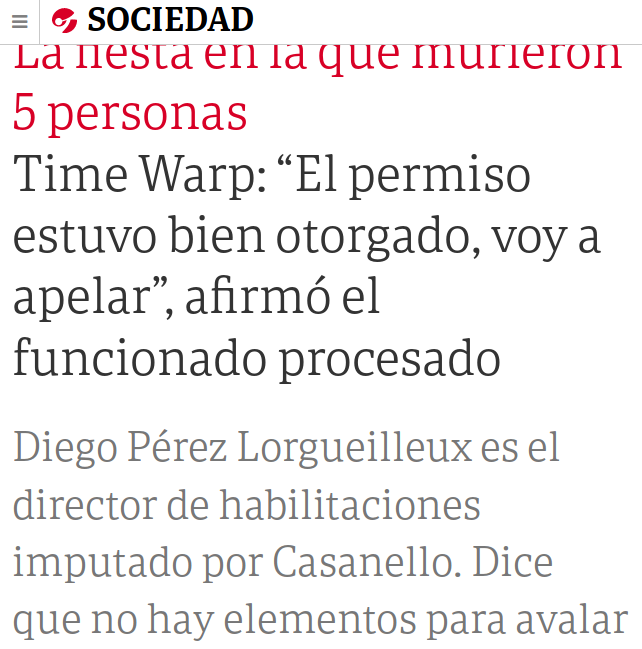 SOCIEDAD
La fiesta en la que murieron
5 personas
Time Warp: “El permiso
estuvo bien otorgado, voy a
apelar”, afirmó el
funcionado procesado
Diego Pérez Lorgueilleux es el
director de habilitaciones
imputado por Casanello. Dice
que no hay elementos para avalar